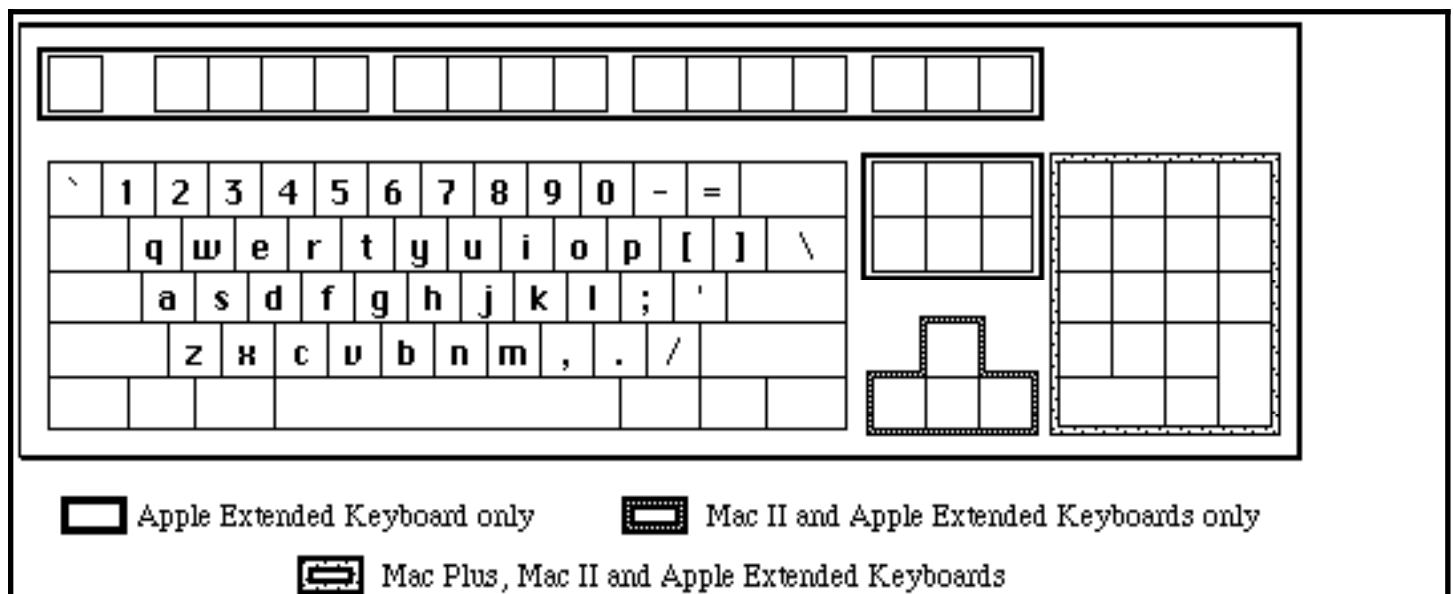 ` 1 2 3 4 5 6 7 8 9 0 - =
q w e r t y u i o p [ ] \
a s d f g h j k l ; '
z x c v b n m , . /
Apple Extended Keyboard only
Mac II and Apple Extended Keyboards only
Mac Plus, Mac II and Apple Extended Keyboards